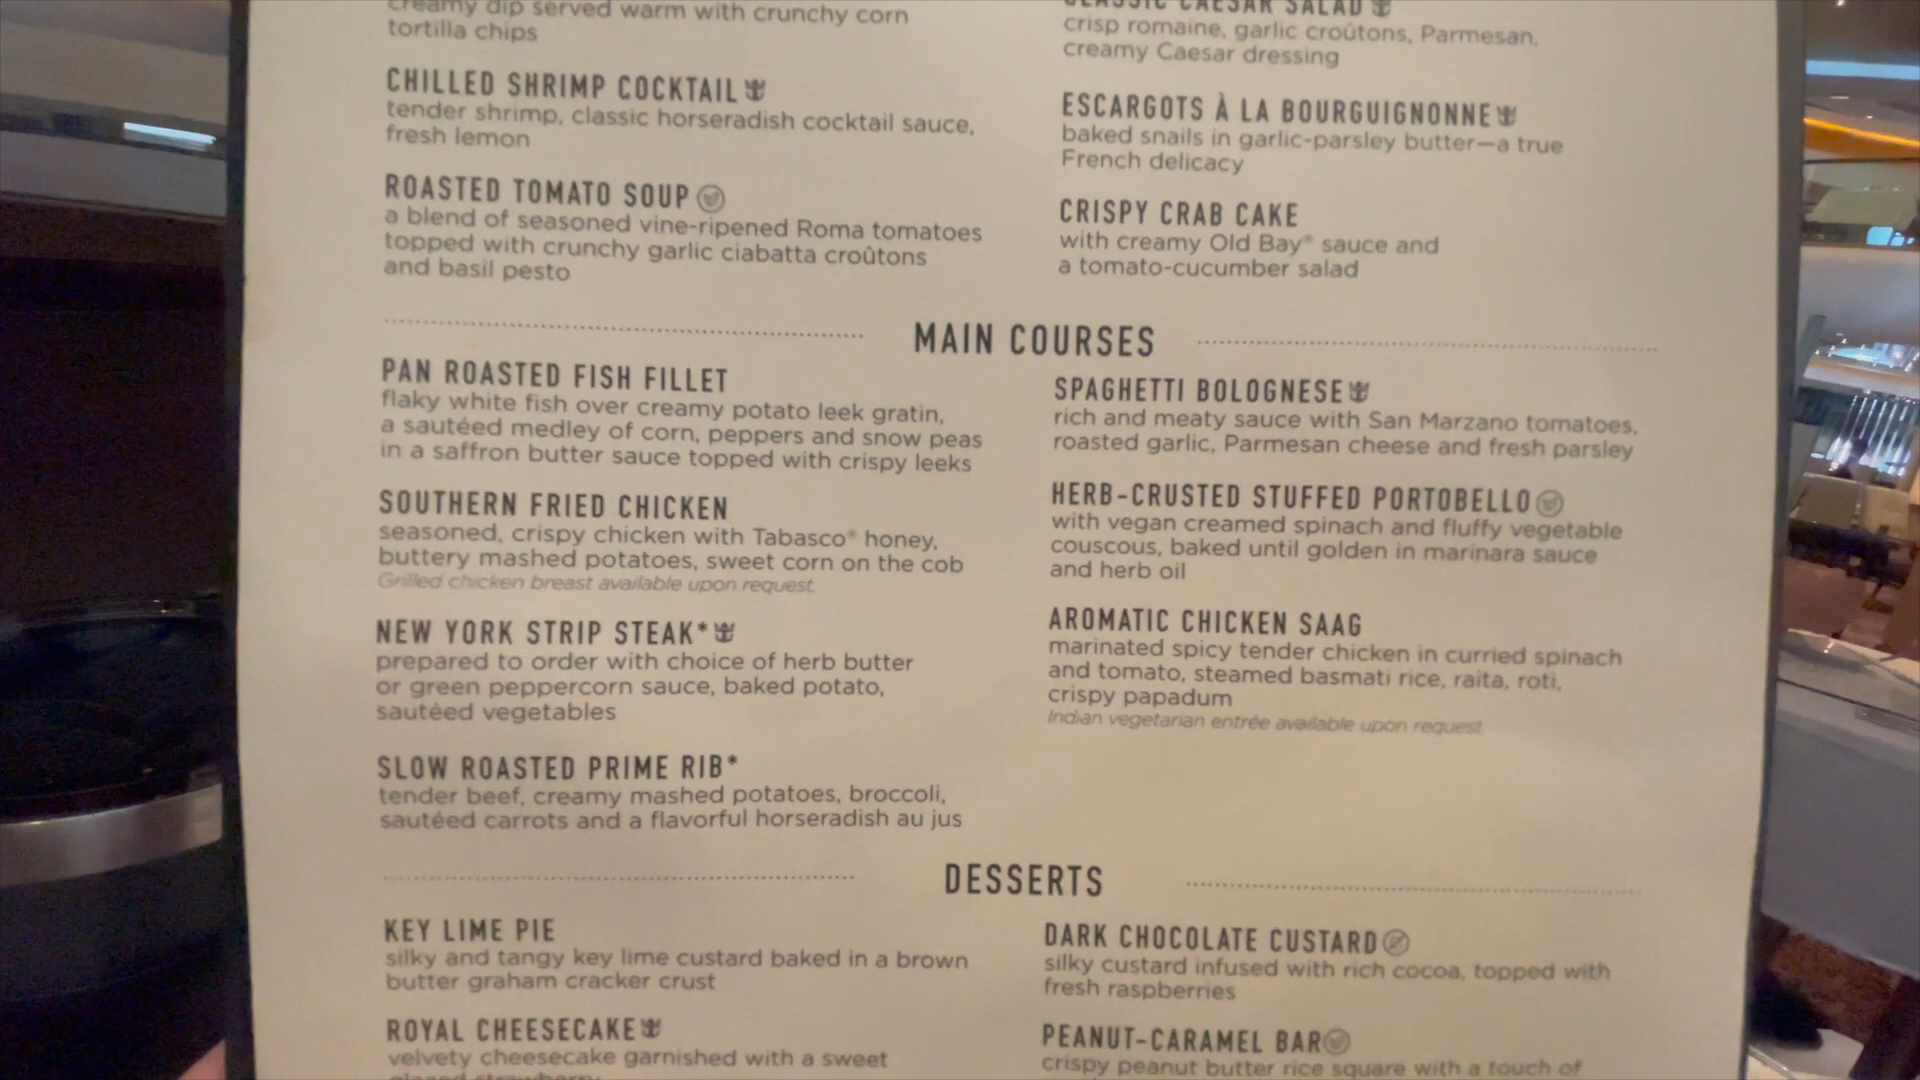 creamy dip served warm with crunchy corn
tortilla chips
CHILLED SHRIMP COCKTAIL
tender shrimp, classic horseradish cocktail sauce,
fresh lemon
ROASTED TOMATO SOUP
a blend of seasoned vine-ripened Roma tomatoes
topped with crunchy garlic ciabatta croûtons
and basil pesto
CLASSIC CAESAR SALAD
crisp romaine, garlic croûtons, Parmesan,
creamy Caesar dressing
ESCARGOTS À LA BOURGUIGNONNE
baked snails in garlic-parsley butter—a true
French delicacy
CRISPY CRAB CAKE
with creamy Old Bay® sauce and
a tomato-cucumber salad
MAIN COURSES
PAN ROASTED FISH FILLET
flaky white fish over creamy potato leek gratin,
a sautéed medley of corn, peppers and snow peas
in a saffron butter sauce topped with crispy leeks
SOUTHERN FRIED CHICKEN
seasoned, crispy chicken with Tabasco® honey,
buttery mashed potatoes, sweet corn on the cob
Grilled chicken breast available upon request.
NEW YORK STRIP STEAK*
prepared to order with choice of herb butter
or green peppercorn sauce, baked potato,
sautéed vegetables
SLOW ROASTED PRIME RIB*
tender beef, creamy mashed potatoes, broccoli,
sautéed carrots and a flavorful horseradish au jus
SPAGHETTI BOLOGNESE
rich and meaty sauce with San Marzano tomatoes,
roasted garlic, Parmesan cheese and fresh parsley
HERB-CRUSTED STUFFED PORTOBELLO
with vegan creamed spinach and fluffy vegetable
couscous, baked until golden in marinara sauce
and herb oil
AROMATIC CHICKEN SAAG
marinated spicy tender chicken in curried spinach
and tomato, steamed basmati rice, raita, roti,
crispy papadum
Indian vegetarian entrée available upon request.
DESSERTS
KEY LIME PIE
silky and tangy key lime custard baked in a brown
butter graham cracker crust
ROYAL CHEESECAKE
velvety cheesecake garnished with a sweet
glazed strawberry
DARK CHOCOLATE CUSTARD
silky custard infused with rich cocoa, topped with
fresh raspberries
PEANUT-CARAMEL BAR
crispy peanut butter rice square with a touch of